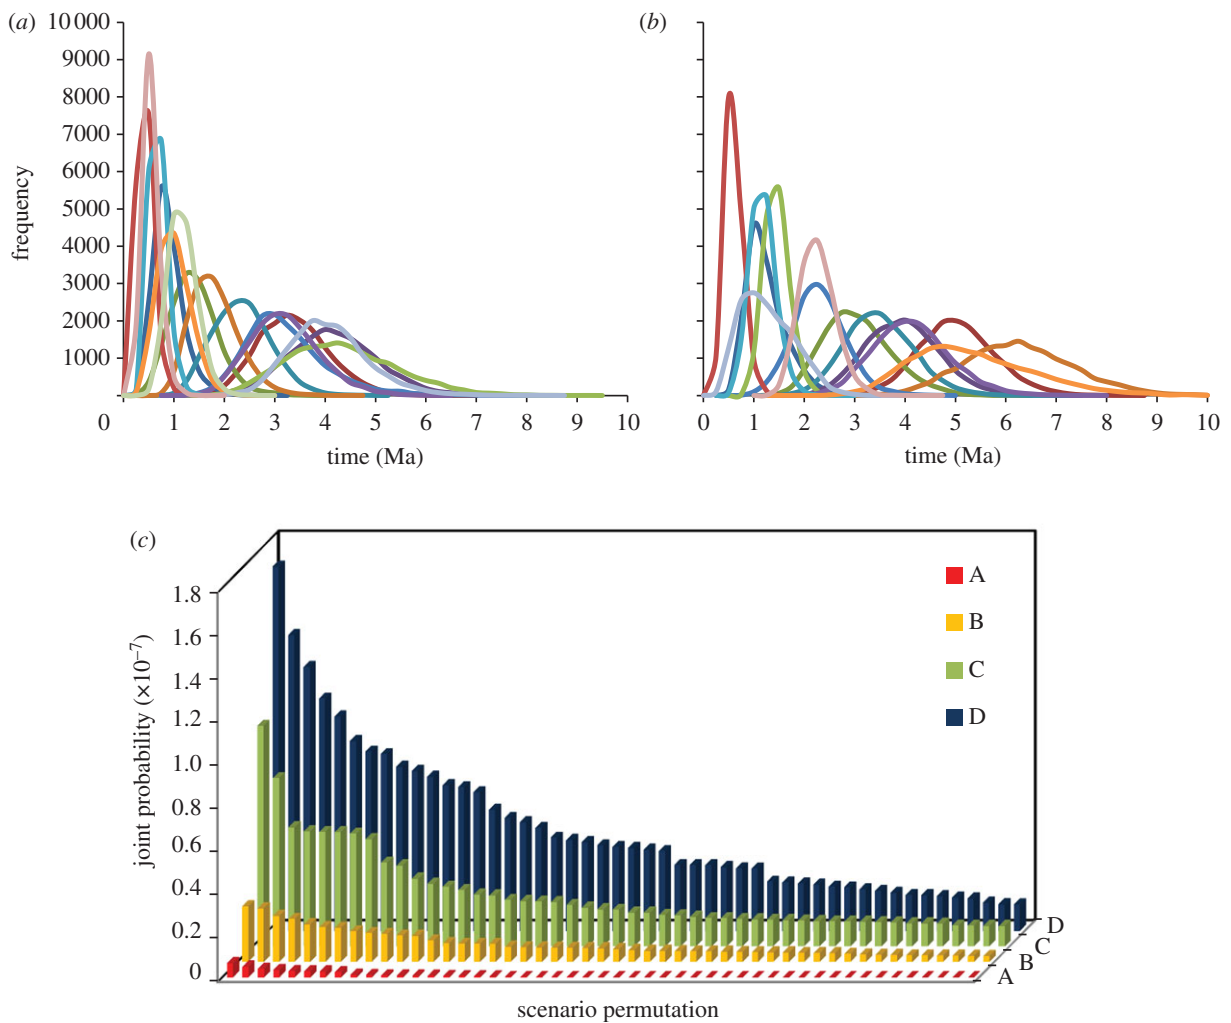 (a)
10 000
9000
8000
7000
6000
5000
4000
3000
2000
1000
frequency
0 1 2 3 4 5 6 7 8 9 10
time (Ma)
(b)
0 1 2 3 4 5 6 7 8 9 10
time (Ma)
(c)
1.8
1.6
1.4
1.2
1.0
0.8
0.6
0.4
0.2
0
joint probability (×10–7)
A
B
C
D
D
C
B
A
scenario permutation